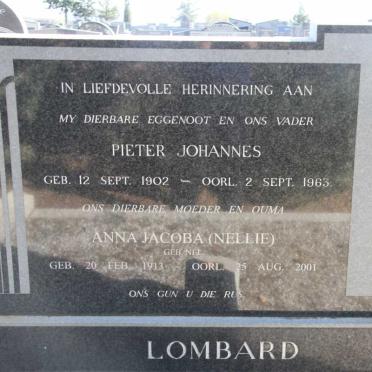 IN LIEFDEVOLLE HERINNERING AAN
MY DIERBARE EGGENOOT EN ONS VADER
PIETER JOHANNES
GEB. 12 SEPT. 1902 – OORL. 2 SEPT. 1963.
ONS DIERBARE MOEDER EN OUMA
ANNA JACOBA (NELLIE)
GEB. NEL
GEB. 20 FEB. 1913 – OORL. 25 AUG. 2001
ONS GUN U DIE RUS.
LOMBARD